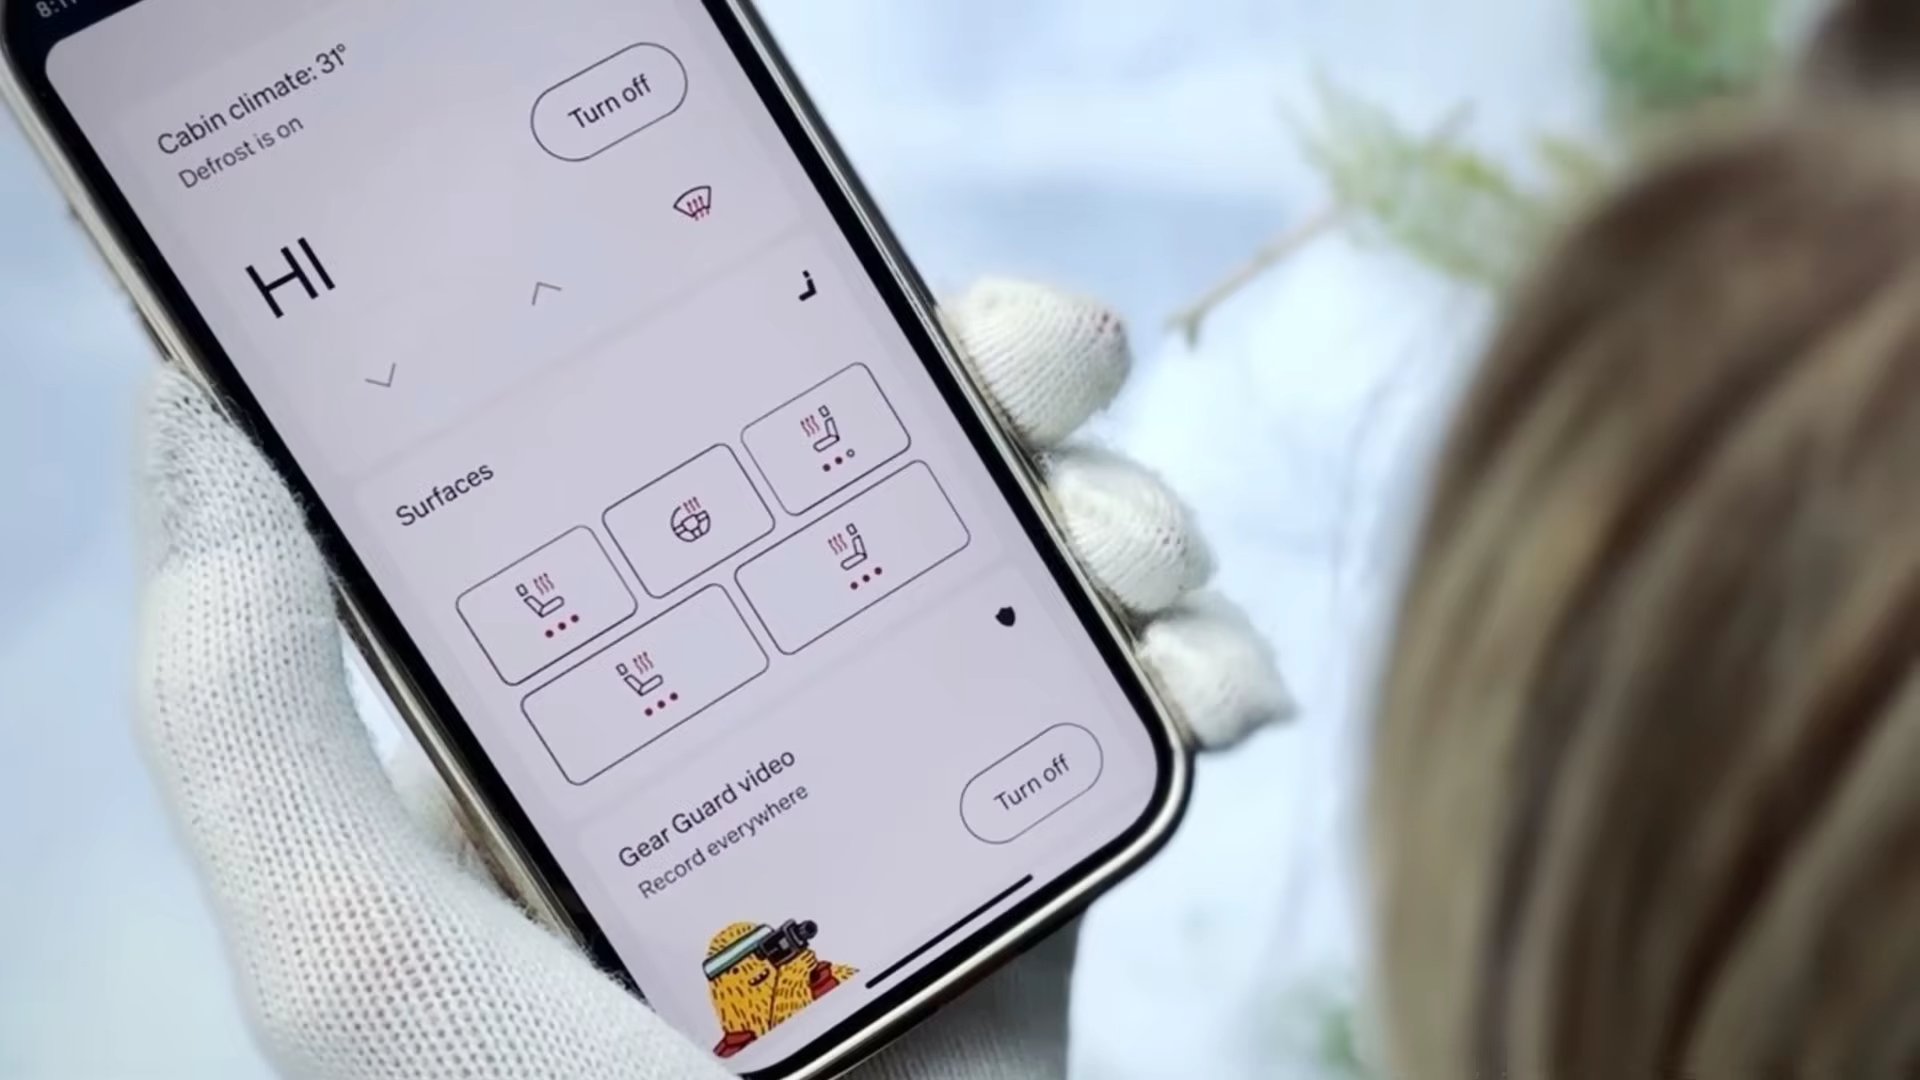 Cabin climate: 31°
Defrost is on
Turn off
HI
Surfaces
Gear Guard video
Record everywhere
Turn off